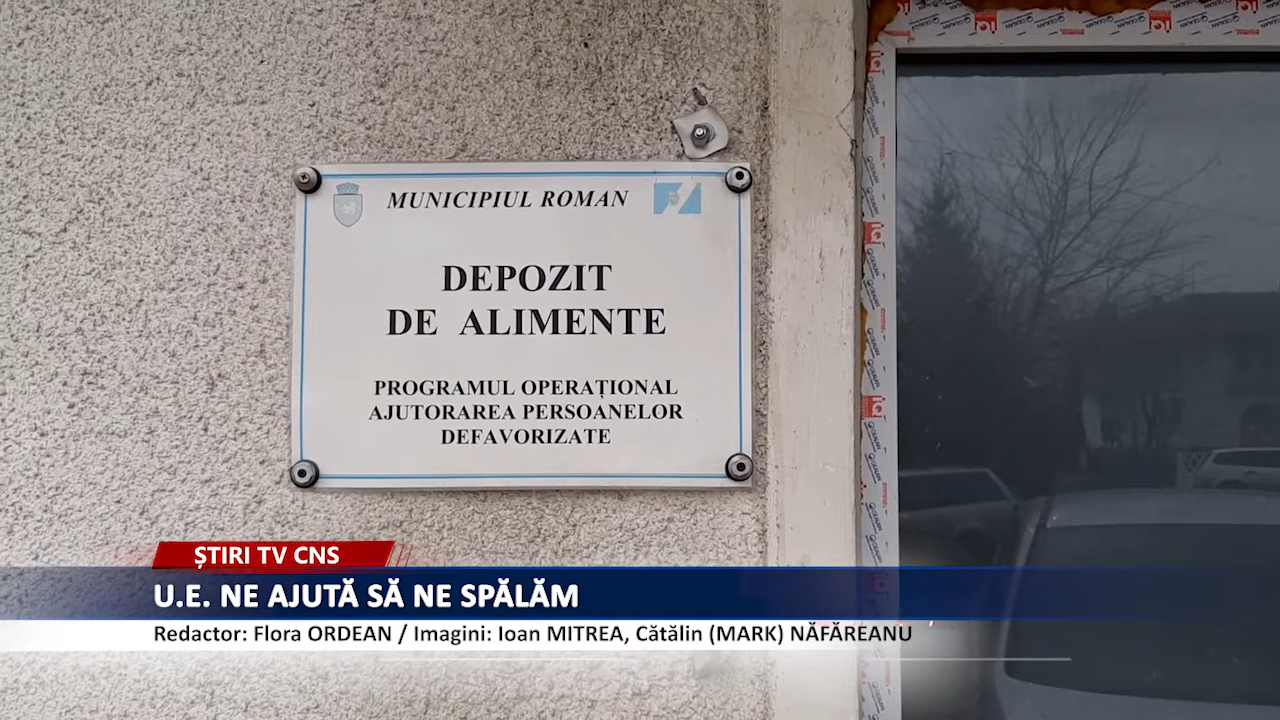 MUNICIPIUL ROMAN
DEPOZIT
DE ALIMENTE
PROGRAMUL OPERAȚIONAL
AJUTORAREA PERSOANELOR
DEFAVORIZATE
ȘTIRI TV CNS
U.E. NE AJUTĂ SĂ NE SPĂLĂM
Redactor: Flora ORDEAN / Imagini: Ioan MITREA, Cătălin (MARK) NĂFĂREANU